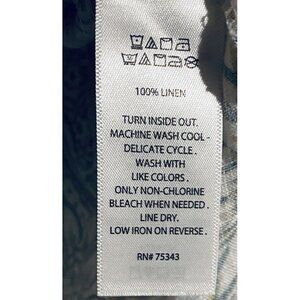 100% LINEN
TURN INSIDE OUT.
MACHINE WASH COOL -
DELICATE CYCLE.
WASH WITH
LIKE COLORS.
ONLY NON-CHLORINE
BLEACH WHEN NEEDED.
LINE DRY.
LOW IRON ON REVERSE.
RN# 75343